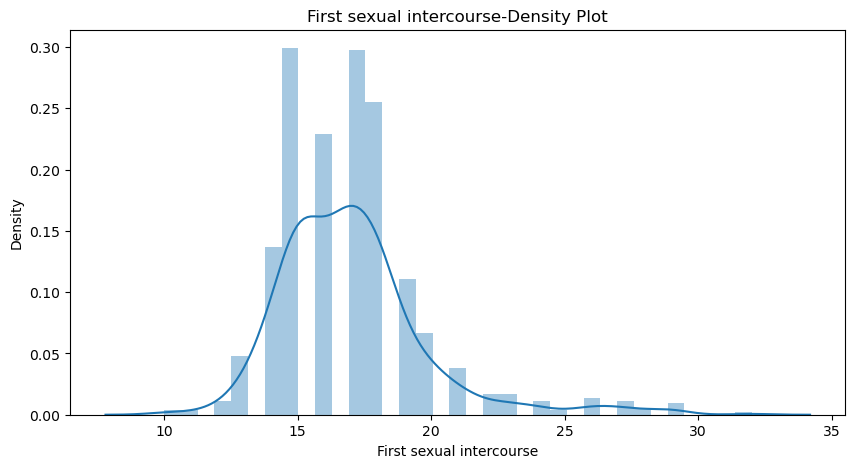 First sexual intercourse-Density Plot
0.30
0.25
0.20
0.15
0.10
0.05
0.00
Density
10 15 20 25 30 35
First sexual intercourse